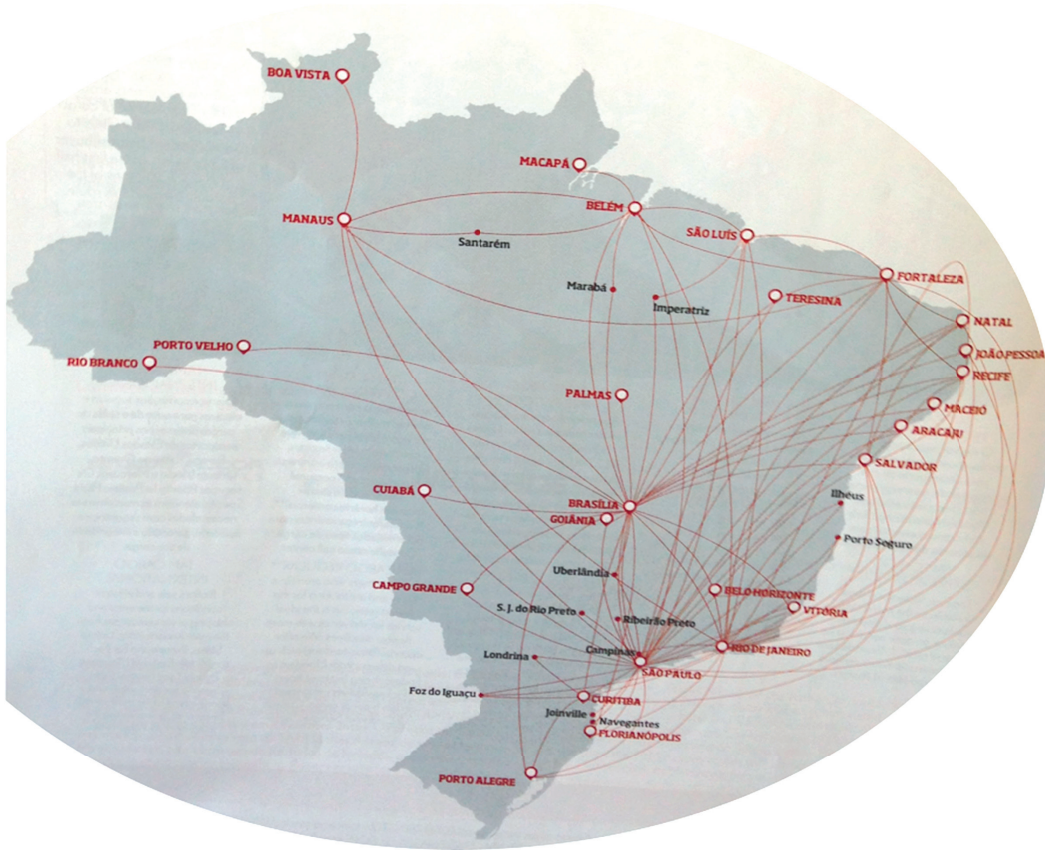 BOA VISTA
MACAPÁ
BELÉM
MANAUS
SÃO LUÍS
Santarém
FORTALEZA
Marabá
Imperatriz
TERESINA
NATAL
PORTO VELHO
JOÃO PESSOA
RIO BRANCO
RECIFE
PALMAS
MACEIÓ
ARACAJU
SALVADOR
CUIABÁ
Ilhéus
BRASÍLIA
GOIÂNIA
Porto Seguro
Uberlândia
CAMPO GRANDE
BELO HORIZONTE
S. J. do Rio Preto
VITÓRIA
Ribeirão Preto
Campinas
RIO DE JANEIRO
Londrina
SÃO PAULO
Foz do Iguaçu
CURITIBA
Joinville
Navegantes
FLORIANÓPOLIS
PORTO ALEGRE